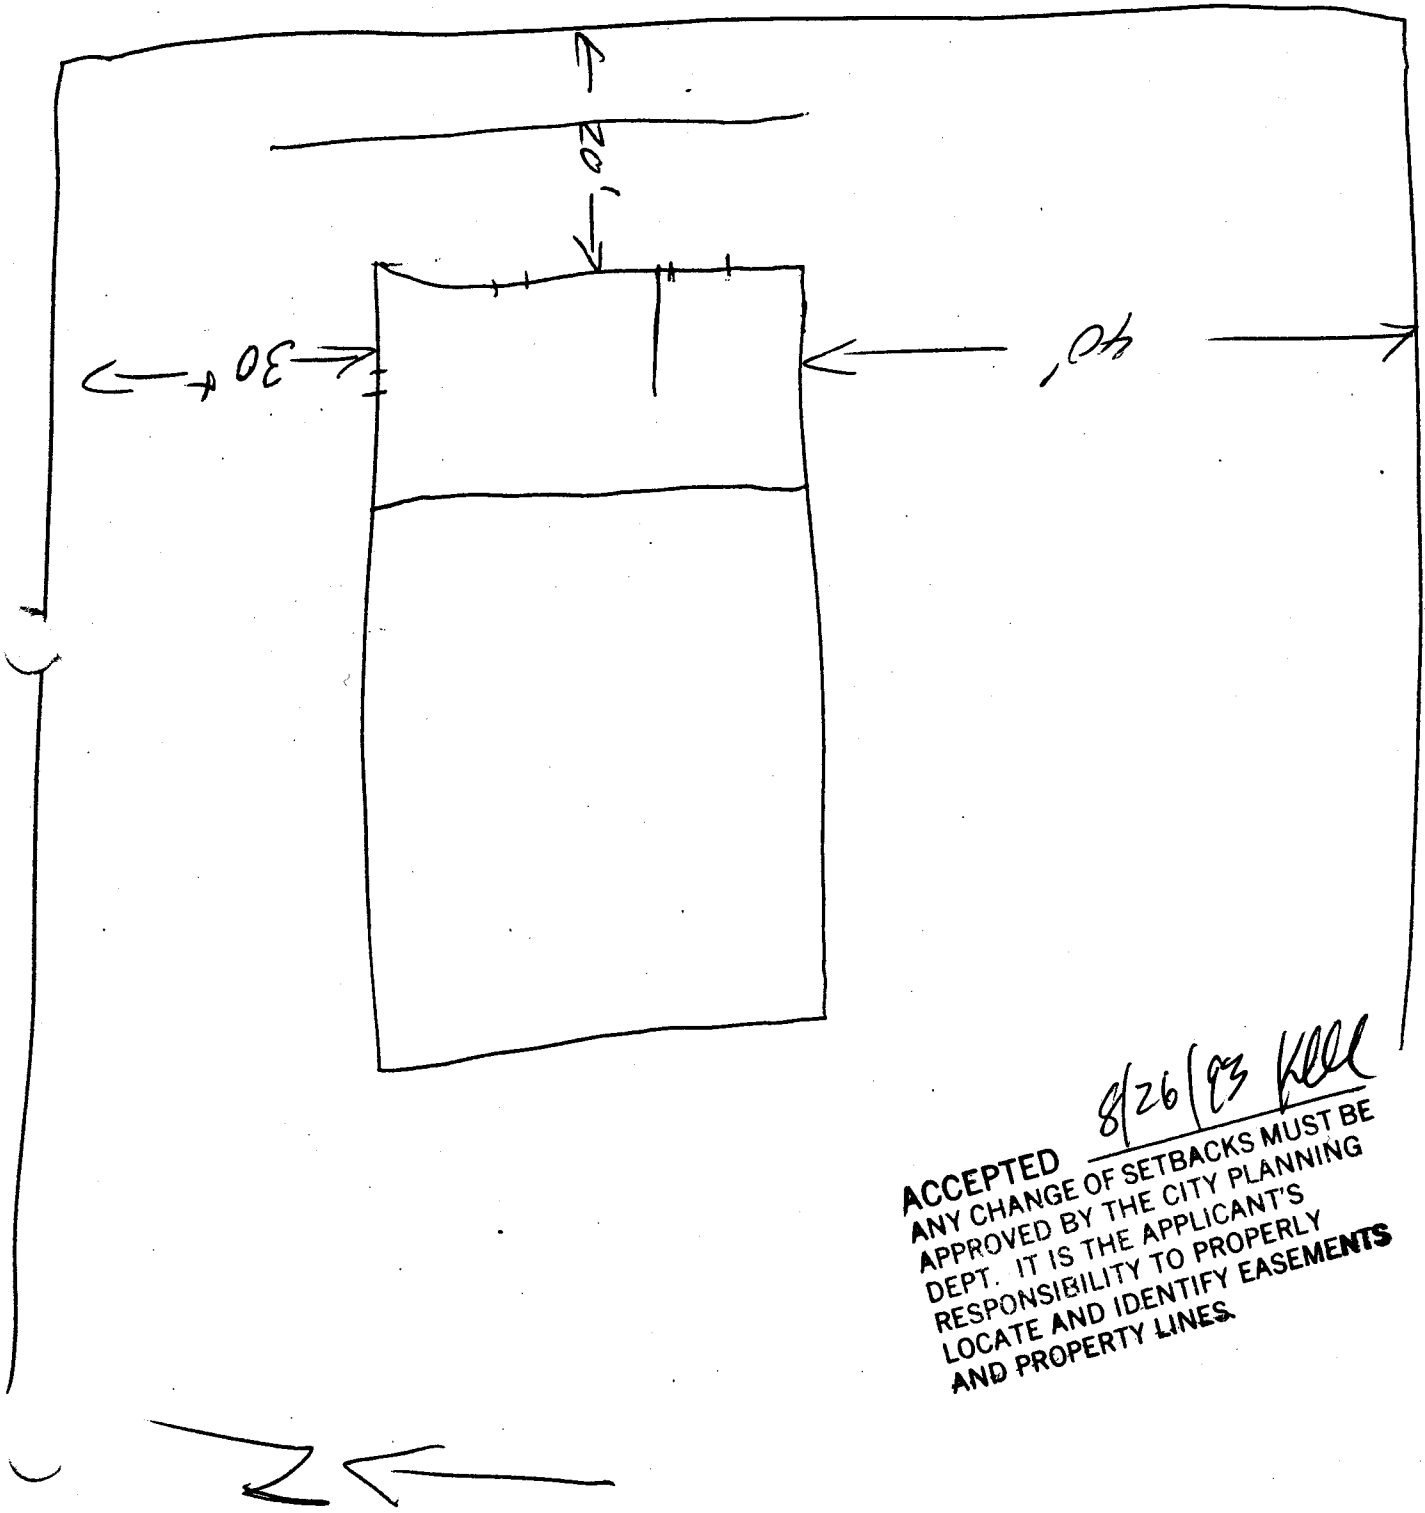 20'
30 +
40'
8/26/93
ACCEPTED
ANY CHANGE OF SETBACKS MUST BE
APPROVED BY THE CITY PLANNING
DEPT. IT IS THE APPLICANT'S
RESPONSIBILITY TO PROPERLY
LOCATE AND IDENTIFY EASEMENTS
AND PROPERTY LINES.
N